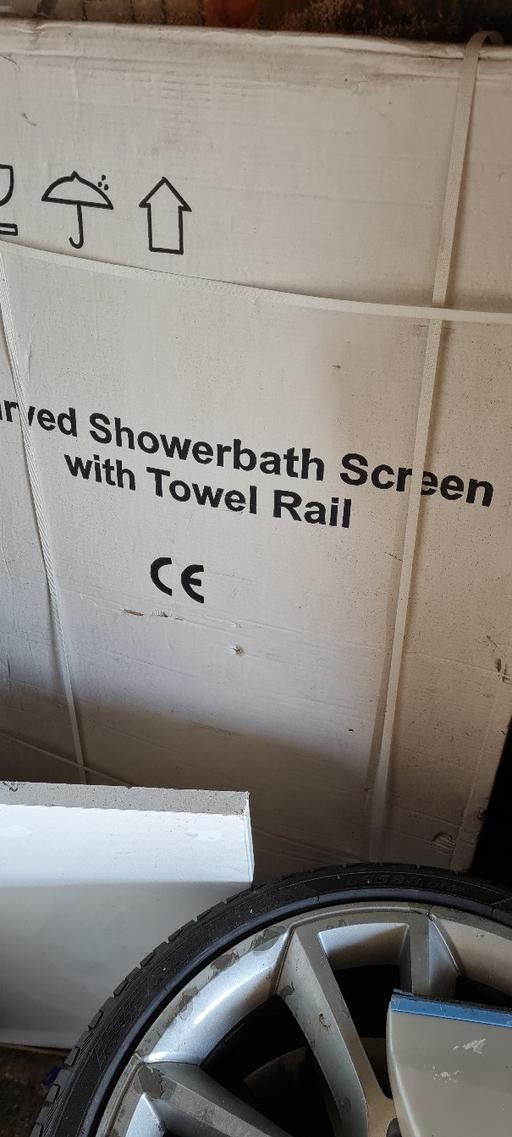 rved Showerbath Screen
with Towel Rail
CE